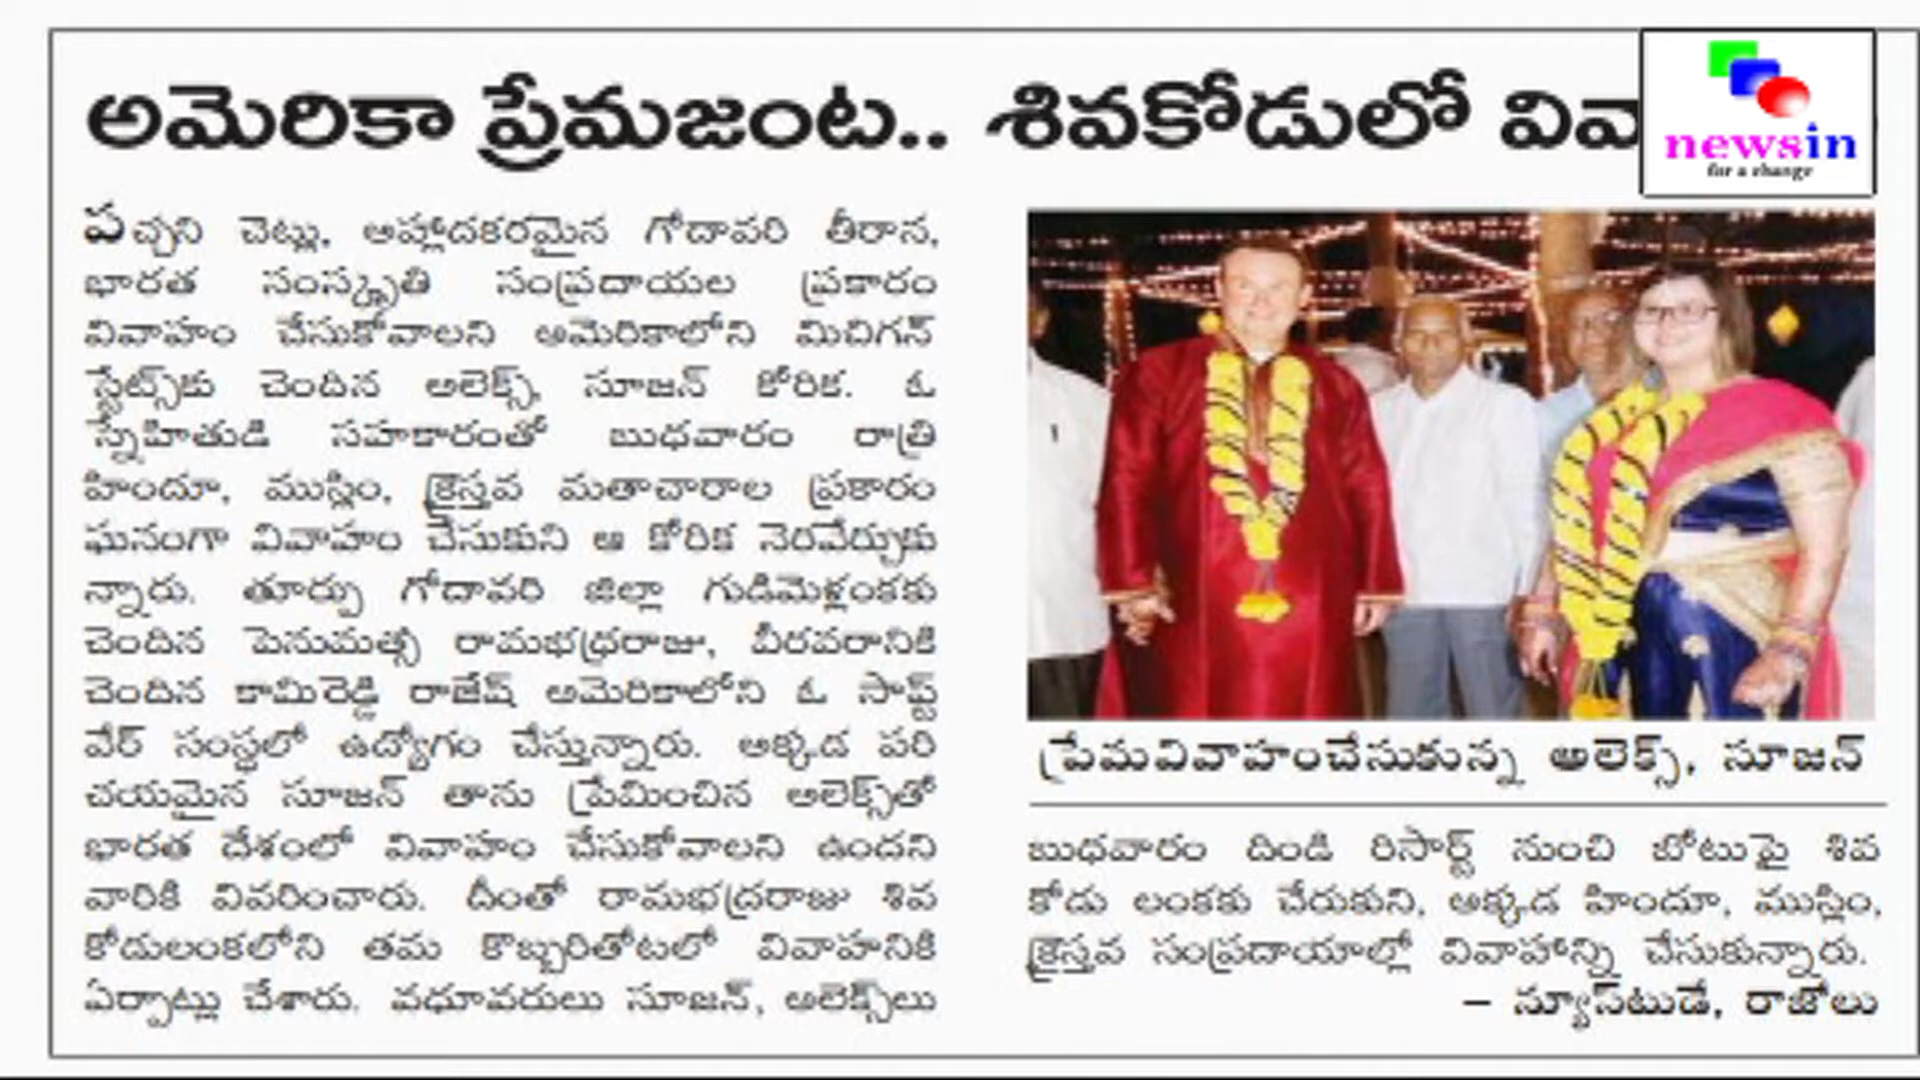 అమెరికా ప్రేమజంట.. శివకోడులో
newsin
for a change
పచ్చని చెట్లు, ఆహ్లాదకరమైన గోదావరి తీరాన,
భారత సంస్కృతి సంప్రదాయల ప్రకారం
వివాహం చేసుకోవాలని అమెరికాలోని మిచిగన్
స్టేట్స్‌కు చెందిన అలెక్స్, సూజన్ కోరిక. ఓ
స్నేహితుడి సహకారంతో బుధవారం రాత్రి
హిందూ, ముస్లిం, క్రైస్తవ మతాచారాల ప్రకారం
ఘనంగా వివాహం చేసుకుని ఆ కోరిక నెరవేర్చుకు
న్నారు. తూర్పు గోదావరి జిల్లా గుడిమెళ్లంకకు
చెందిన పెనుమత్స రామభద్రరాజు, వీరవరానికి
చెందిన కామిరెడ్డి రాజేష్ అమెరికాలోని ఓ సాఫ్ట్
వేర్ సంస్థలో ఉద్యోగం చేస్తున్నారు. అక్కడ పరి
చయమైన సూజన్ తాను ప్రేమించిన అలెక్స్‌తో
భారత దేశంలో వివాహం చేసుకోవాలని ఉందని
వారికి వివరించారు. దీంతో రామభద్రరాజు శివ
కోడులంకలోని తమ కొబ్బరితోటలో వివాహనికి
ఏర్పాట్లు చేశారు. వధూవరులు సూజన్, అలెక్స్‌లు
ప్రేమవివాహంచేసుకున్న అలెక్స్, సూజన్
బుధవారం దిండి రిసార్ట్ నుంచి బోటుపై శివ
కోడు లంకకు చేరుకుని, అక్కడ హిందూ, ముస్లిం,
క్రైస్తవ సంప్రదాయాల్లో వివాహాన్ని చేసుకున్నారు.
– న్యూస్‌టుడే, రాజోలు